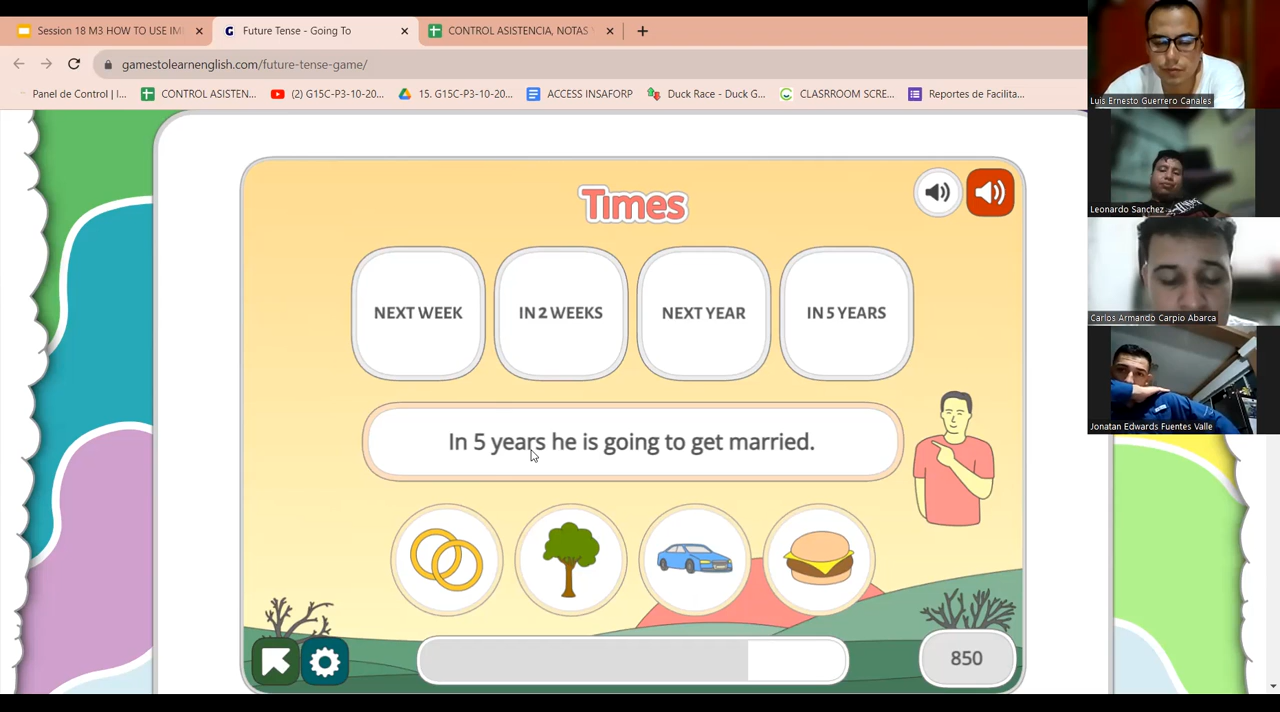 Session 18 M3 HOW TO USE IM
Future Tense - Going To
CONTROL ASISTENCIA, NOTAS Y
gamestolearnenglish.com/future-tense-game/
Panel de Control | I...
CONTROL ASISTEN...
(2) G15C-P3-10-20...
15. G15C-P3-10-20...
ACCESS INSAFORP
Duck Race - Duck G...
CLASRROOM SCRE...
Reportes de Facilita...
Times
NEXT WEEK
IN 2 WEEKS
NEXT YEAR
IN 5 YEARS
In 5 years he is going to get married.
850
Luis Ernesto Guerrero Canales
Leonardo Sanchez
Carlos Armando Carpio Abarca
Jonatan Edwards Fuentes Valle